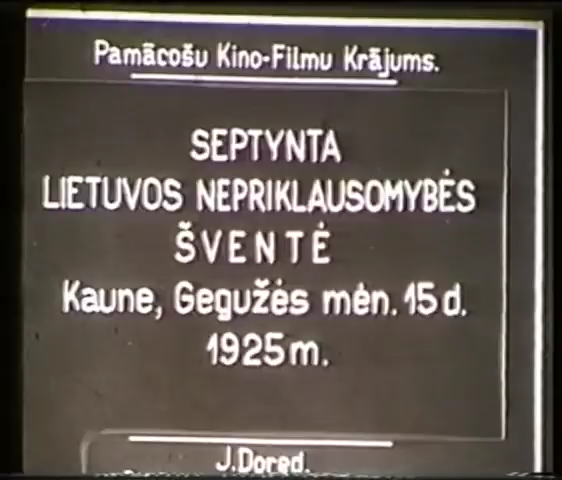 Pamācošu Kino-Filmu Krājums.
SEPTYNTA
LIETUVOS NEPRIKLAUSOMYBĖS
ŠVENTĖ
Kaune, Gegužės mėn. 15 d.
1925 m.
J. Dored.